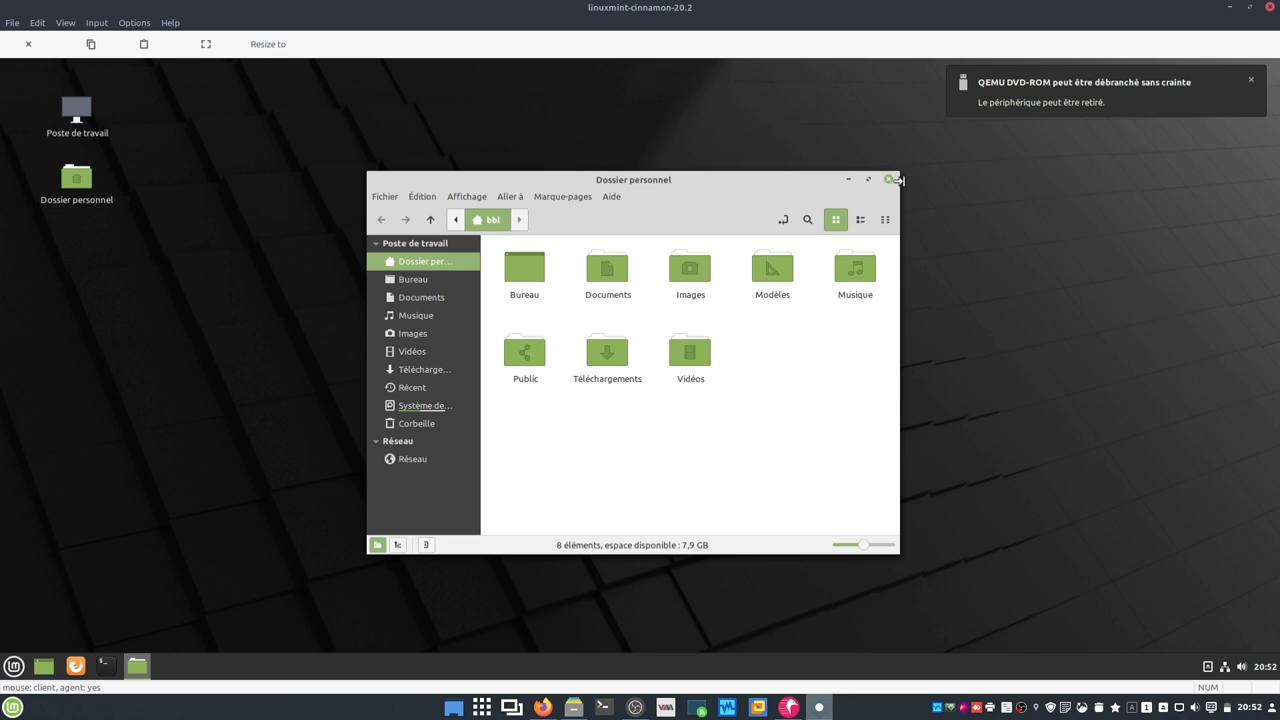 linuxmint-cinnamon-20.2
File Edit View Input Options Help
Resize to
QEMU DVD-ROM peut être débranché sans crainte
Le périphérique peut être retiré.
Poste de travail
Dossier personnel
Dossier personnel
Fichier Édition Affichage Aller à Marque-pages Aide
bbl
Poste de travail
Dossier per...
Bureau
Documents
Musique
Images
Vidéos
Télécharge...
Récent
Système de...
Corbeille
Réseau
Réseau
Bureau Documents Images Modèles Musique
Public Téléchargements Vidéos
8 éléments, espace disponible : 7,9 GB
20:52
mouse: client, agent: yes
NUM
20:52